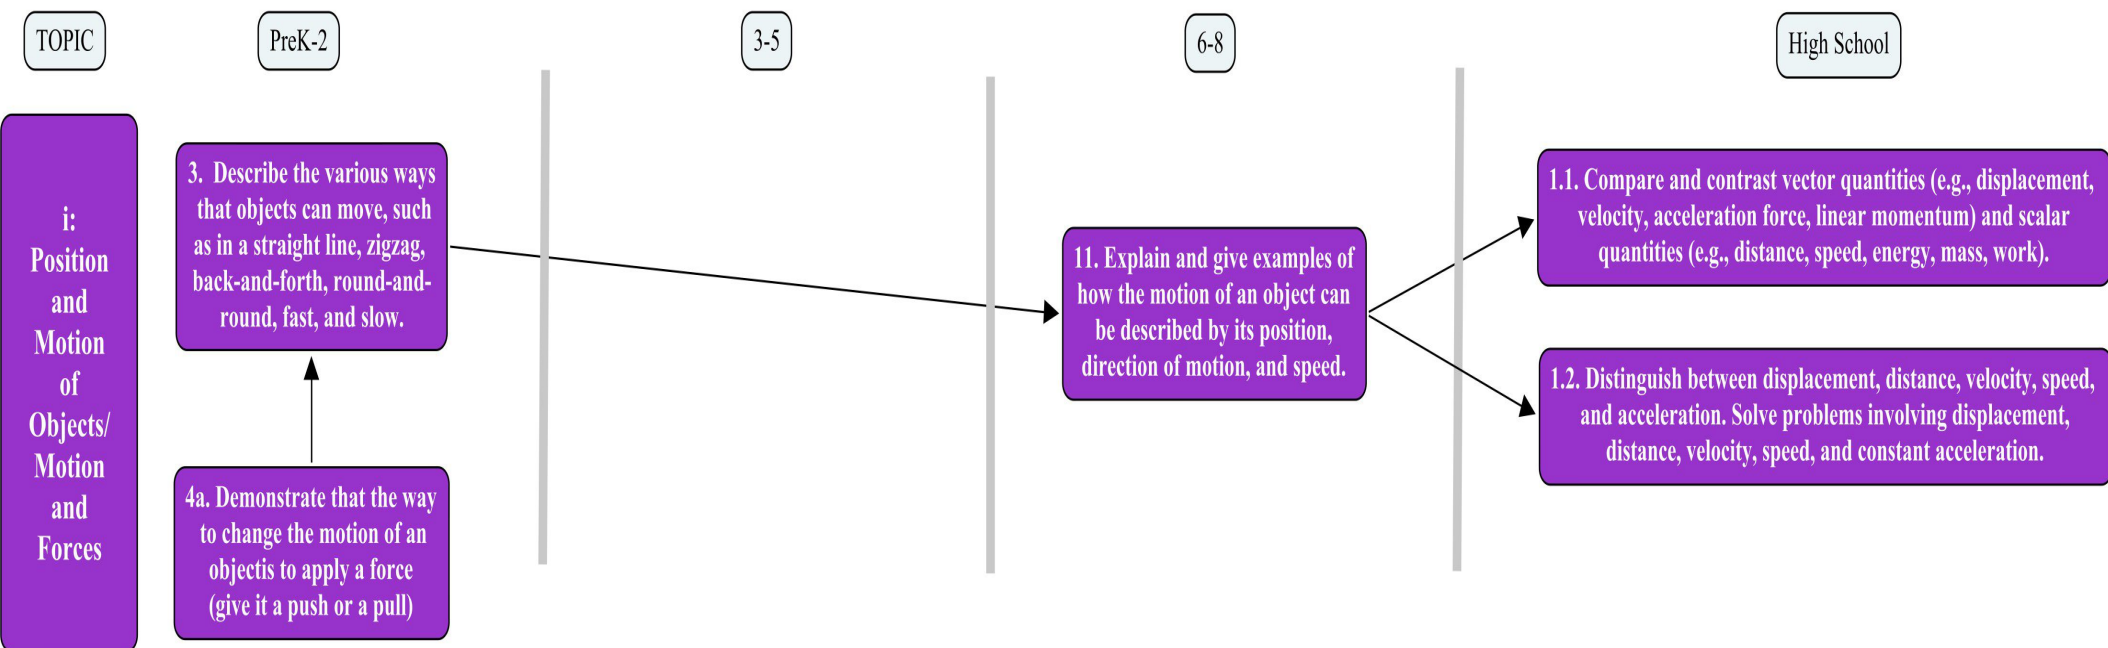 TOPIC
PreK-2
3-5
6-8
High School
i:
Position
and
Motion
of
Objects/
Motion
and
Forces
3. Describe the various ways
that objects can move, such
as in a straight line, zigzag,
back-and-forth, round-and-
round, fast, and slow.
4a. Demonstrate that the way
to change the motion of an
objectis to apply a force
(give it a push or a pull)
11. Explain and give examples of
how the motion of an object can
be described by its position,
direction of motion, and speed.
1.1. Compare and contrast vector quantities (e.g., displacement,
velocity, acceleration force, linear momentum) and scalar
quantities (e.g., distance, speed, energy, mass, work).
1.2. Distinguish between displacement, distance, velocity, speed,
and acceleration. Solve problems involving displacement,
distance, velocity, speed, and constant acceleration.